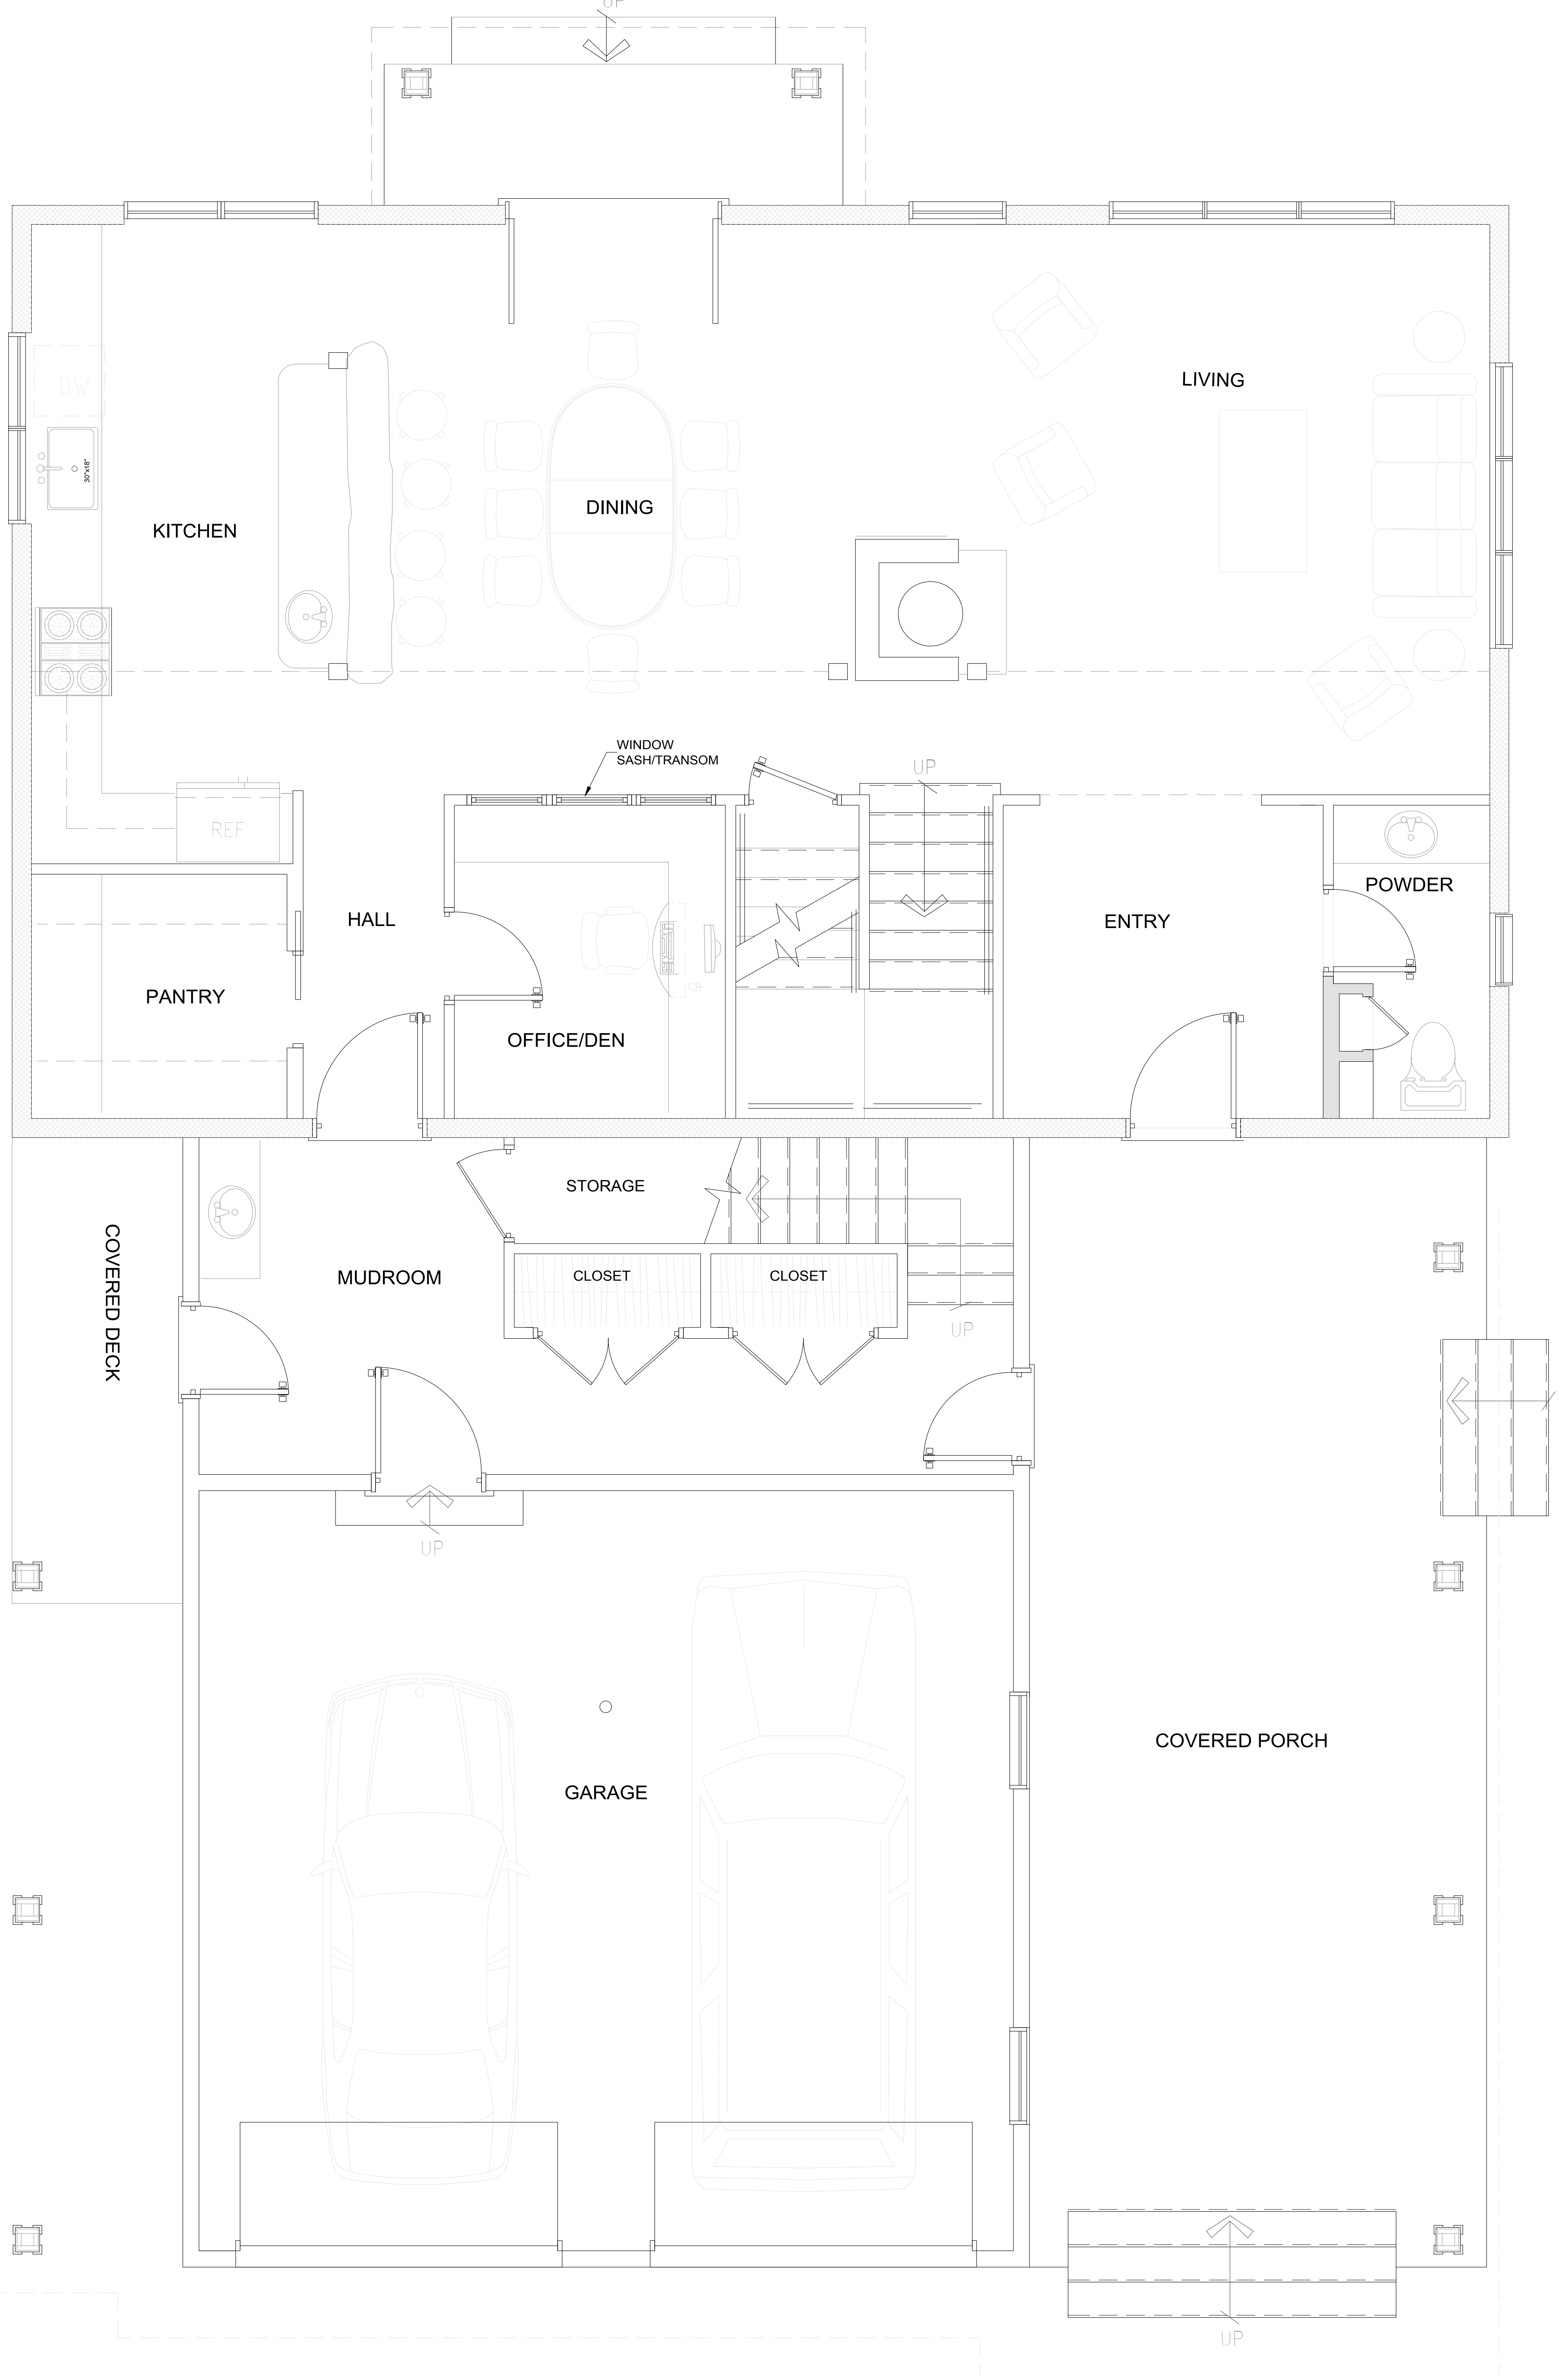 UP
DW
LIVING
30"x18"
KITCHEN
DINING
WINDOW
SASH/TRANSOM
UP
REF
HALL
POWDER
ENTRY
PANTRY
OFFICE/DEN
STORAGE
COVERED DECK
MUDROOM
CLOSET
CLOSET
UP
UP
COVERED PORCH
GARAGE
UP